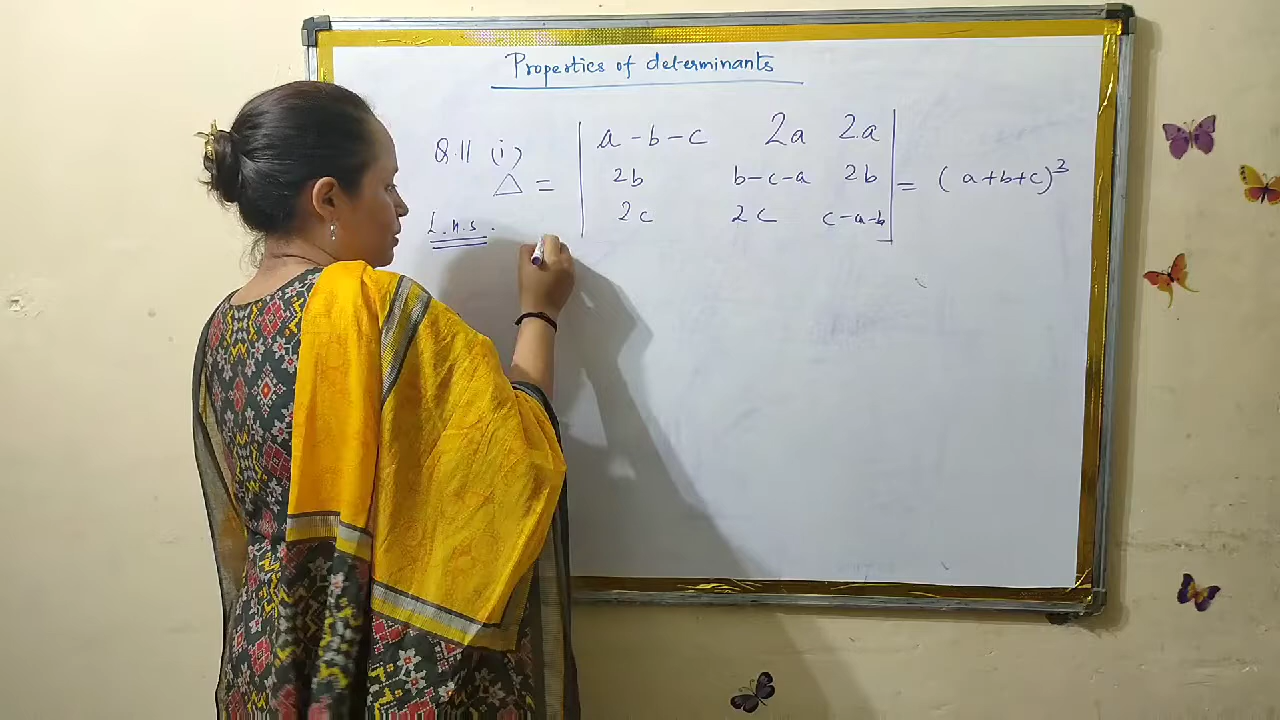 Properties of determinants
Q.11 (i)
Δ = | a-b-c 2a 2a |
| 2b b-c-a 2b | = (a+b+c)³
| 2c 2c c-a-b |
L.H.S.